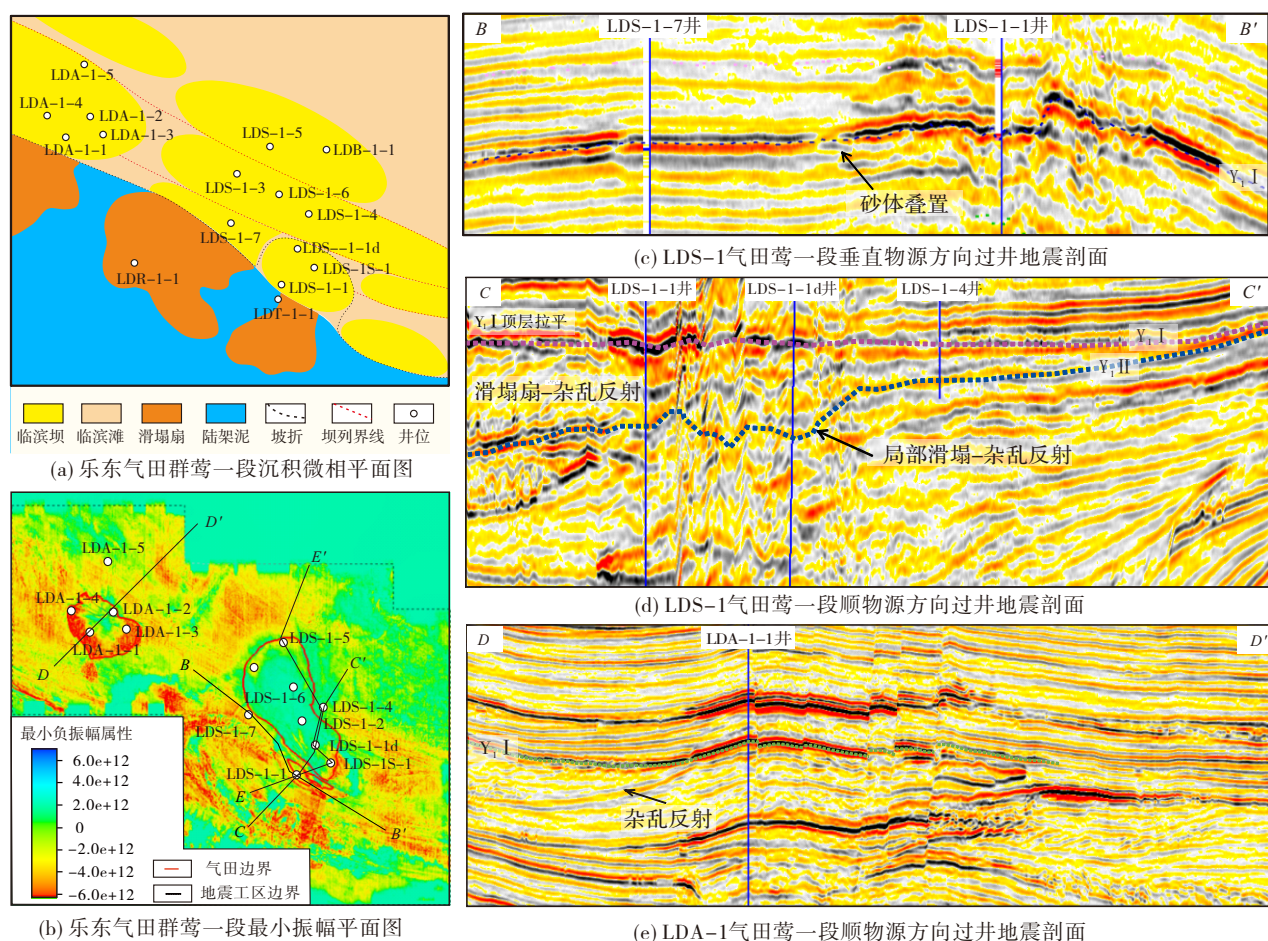 LDA-1-5
LDA-1-4
LDA-1-2
LDA-1-3
LDA-1-1
LDS-1-5
LDB-1-1
LDS-1-3
LDS-1-6
LDS-1-4
LDS-1-7
LDS--1-1d
LDS-1S-1
LDR-1-1
LDS-1-1
LDT-1-1
临滨坝 临滨滩 滑塌扇 陆架泥 坡折 坝列界线 井位
(a) 乐东气田群莺一段沉积微相平面图
D′
LDA-1-5
E′
LDA-1-4
LDA-1-2
LDA-1-3
LDA-1-1
D
LDS-1-5
B
C′
LDS-1-6
LDS-1-4
LDS-1-2
LDS-1-7
LDS-1-1d
LDS-1S-1
LDS-1-1
E
C
B′
最小负振幅属性
6.0e+12
4.0e+12
2.0e+12
0
-2.0e+12
-4.0e+12
-6.0e+12
气田边界
地震工区边界
(b) 乐东气田群莺一段最小振幅平面图
B
LDS-1-7井
LDS-1-1井
B′
Y₁Ⅰ
砂体叠置
(c) LDS-1气田莺一段垂直物源方向过井地震剖面
C
LDS-1-1井
LDS-1-1d井
LDS-1-4井
C′
Y₁Ⅰ顶层拉平
Y₁Ⅰ
Y₁Ⅱ
滑塌扇-杂乱反射
局部滑塌-杂乱反射
(d) LDS-1气田莺一段顺物源方向过井地震剖面
D
LDA-1-1井
D′
Y₁Ⅰ
杂乱反射
(e) LDA-1气田莺一段顺物源方向过井地震剖面